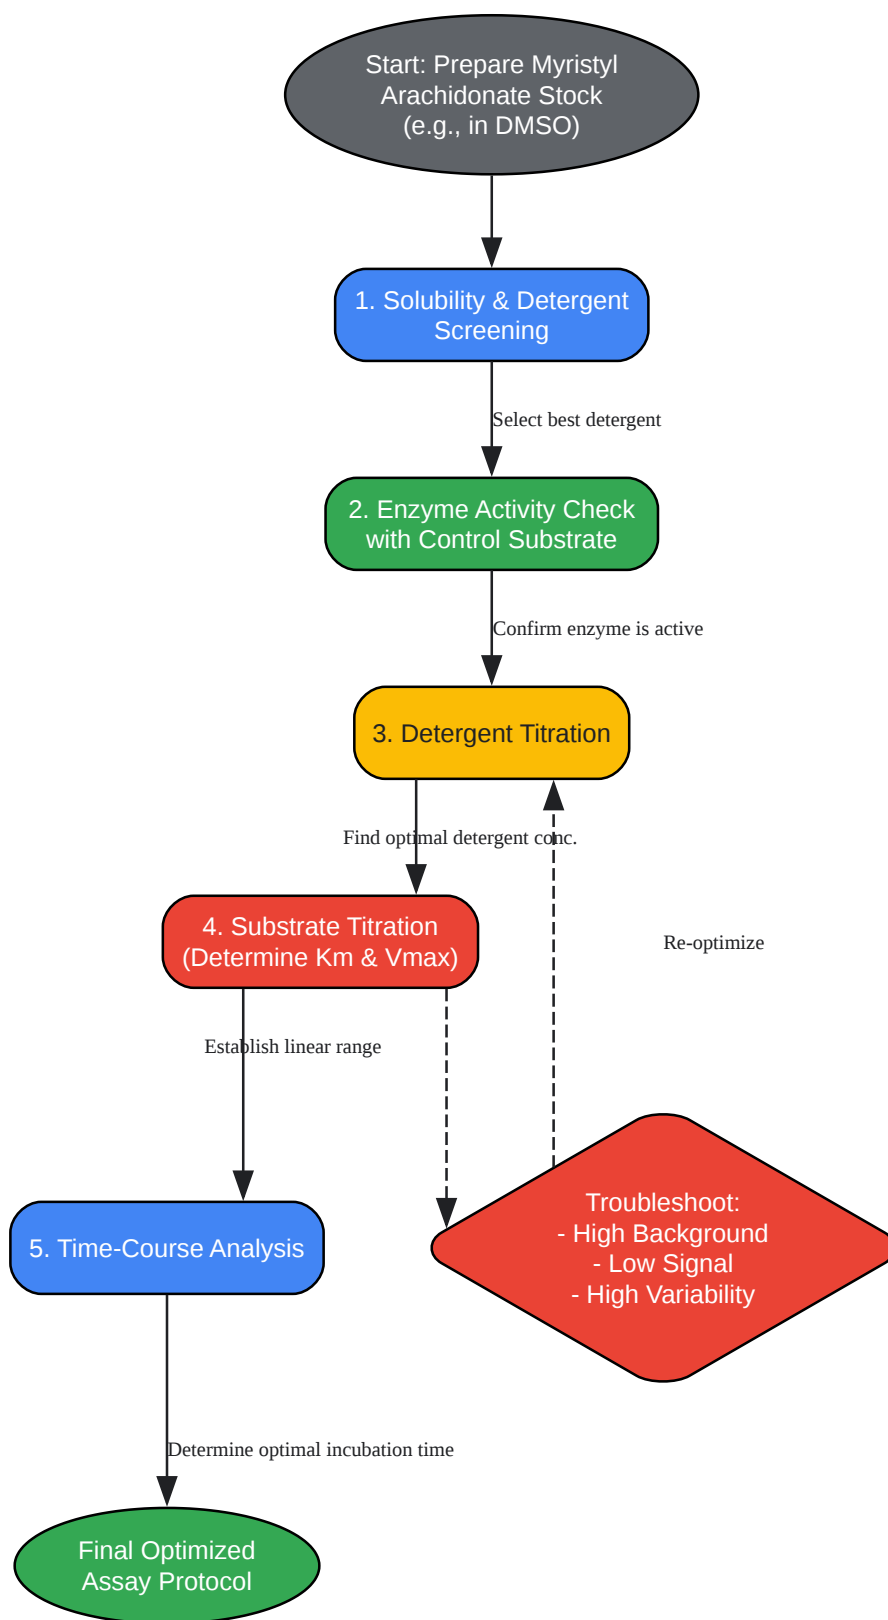 Start: Prepare Myristyl
Arachidonate Stock
(e.g., in DMSO)
1. Solubility & Detergent
Screening
Select best detergent
2. Enzyme Activity Check
with Control Substrate
Confirm enzyme is active
3. Detergent Titration
Find optimal detergent conc.
4. Substrate Titration
(Determine Km & Vmax)
Re-optimize
Establish linear range
Troubleshoot:
- High Background
- Low Signal
- High Variability
5. Time-Course Analysis
Determine optimal incubation time
Final Optimized
Assay Protocol